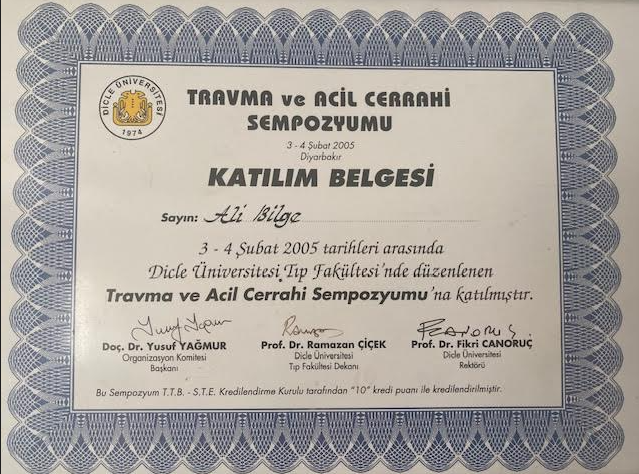 DİCLE ÜNİVERSİTESİ
1974
TRAVMA ve ACİL CERRAHİ
SEMPOZYUMU
3 - 4 Şubat 2005
Diyarbakır
KATILIM BELGESİ
Sayın: Ali Bilge
3 - 4 Şubat 2005 tarihleri arasında
Dicle Üniversitesi Tıp Fakültesi'nde düzenlenen
Travma ve Acil Cerrahi Sempozyumu'na katılmıştır.
Doç. Dr. Yusuf YAĞMUR Prof. Dr. Ramazan ÇİÇEK Prof. Dr. Fikri CANORUÇ
Organizasyon Komitesi Dicle Üniversitesi Dicle Üniversitesi
Başkanı Tıp Fakültesi Dekanı Rektörü
Bu Sempozyum T.T.B. - S.T.E. Kredilendirme Kurulu tarafından "10" kredi puanı ile kredilendirilmiştir.